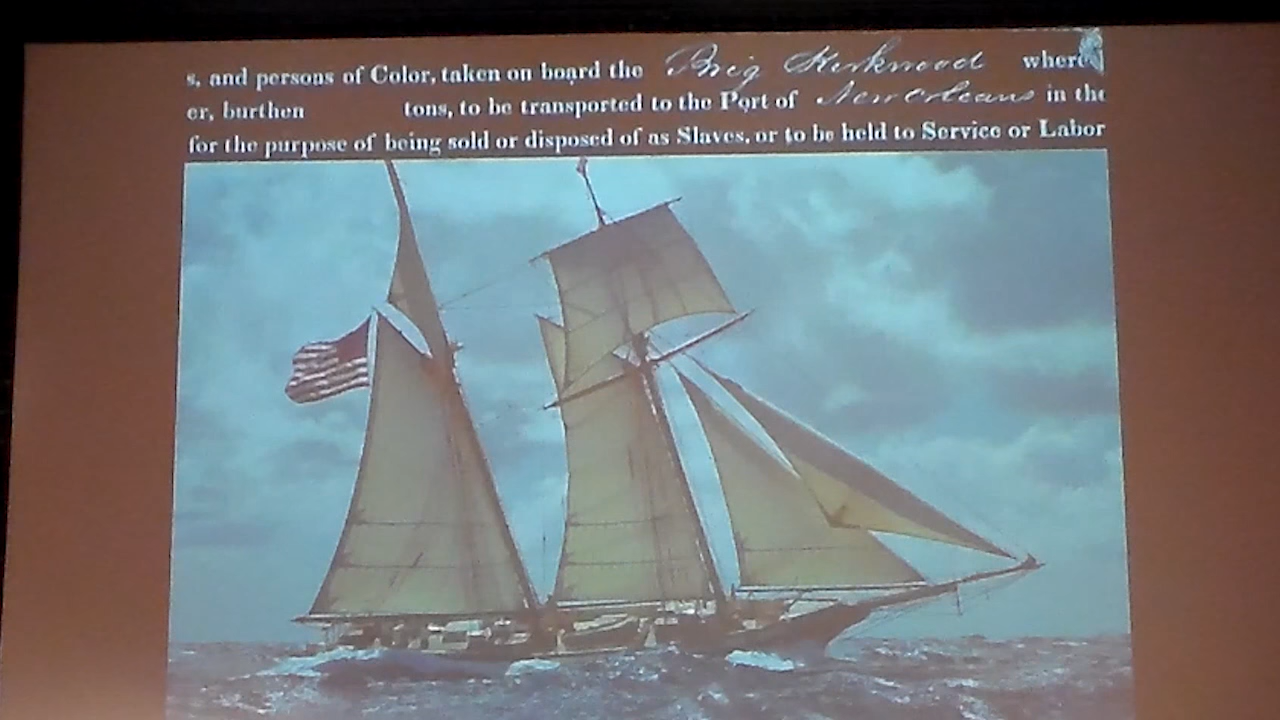 s, and persons of Color, taken on board the Brig Kirkwood where
er, burthen tons, to be transported to the Port of New Orleans in the
for the purpose of being sold or disposed of as Slaves, or to be held to Service or Labor